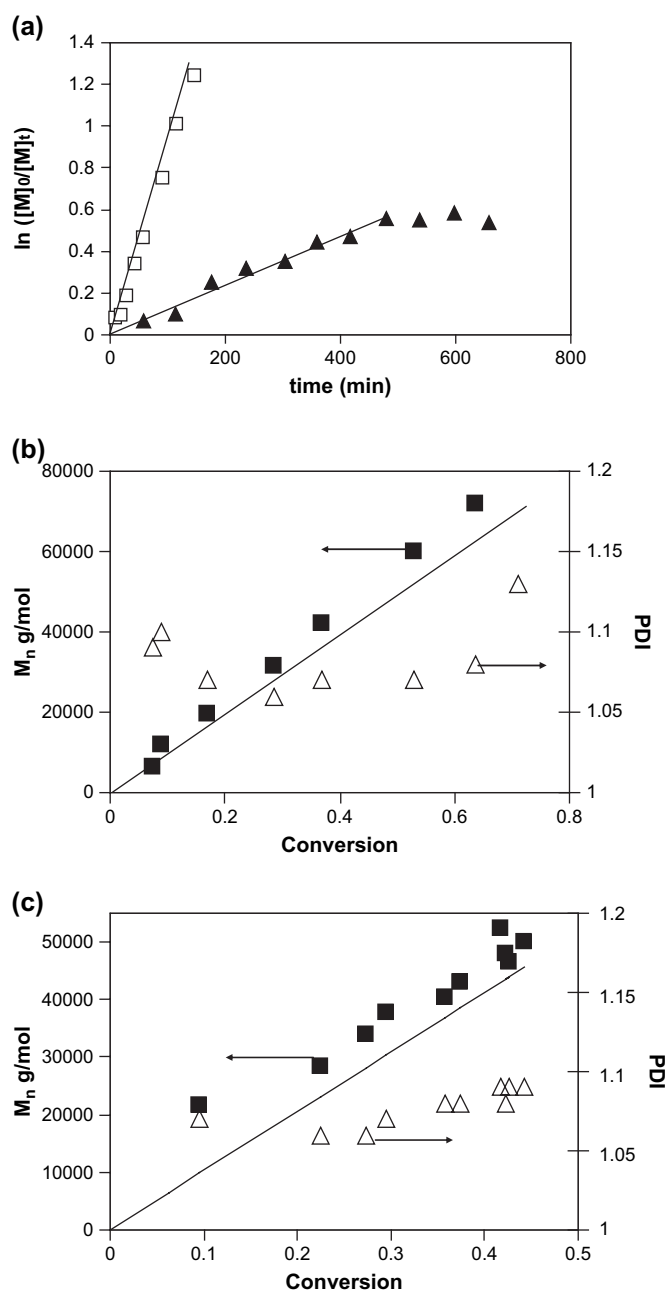 (a)
1.4
1.2
1
0.8
0.6
0.4
0.2
0
ln ([M]0/[M]t)
0 200 400 600 800
time (min)
(b)
80000
60000
40000
20000
0
Mn g/mol
1.2
1.15
1.1
1.05
1
PDI
0 0.2 0.4 0.6 0.8
Conversion
(c)
50000
40000
30000
20000
10000
0
Mn g/mol
1.2
1.15
1.1
1.05
1
PDI
0 0.1 0.2 0.3 0.4 0.5
Conversion